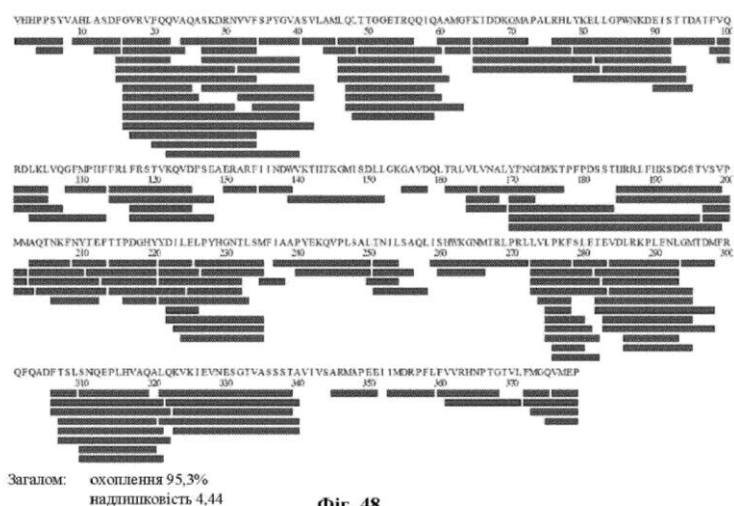 VHHPPSYVAHLASDFGVRVFQQVAQASKDRNVVFSPYGVASVLAMLQLTTGGETRQQIQAAMGFKIDDKGMAPALRHLYKELLGPWNKDEISTTDATFVQ
10 20 30 40 50 60 70 80 90 100
RDLKLVQGFMPHFFRLFRSTVKQVDFSEAERARFIINDWVKTHTKGMISDLLGKGAVDQLTRLVLVNALYFNGHWKTPFPDSSTHRRLFHKSDGSTVSVP
110 120 130 140 150 160 170 180 190 200
MMAQTNKFNYTEFTTPDGHYYDILELPYHGNTLSMFIAAPYEKQVPLSALTNILSAQLISHWKGNMTRLPRLLVLPKFSLETEVDLRKPLENLGMTDMFR
210 220 230 240 250 260 270 280 290 300
QFQADFTSLSNQEPLHVAQALQKVKIEVNESGTVASSSTAVIVSARMAPEEIIMDRPFLFVVRHNPTGTVLFMGQVMEP
310 320 330 340 350 360 370
Загалом: охоплення 95,3%
надлишковість 4,44
Фіг. 48